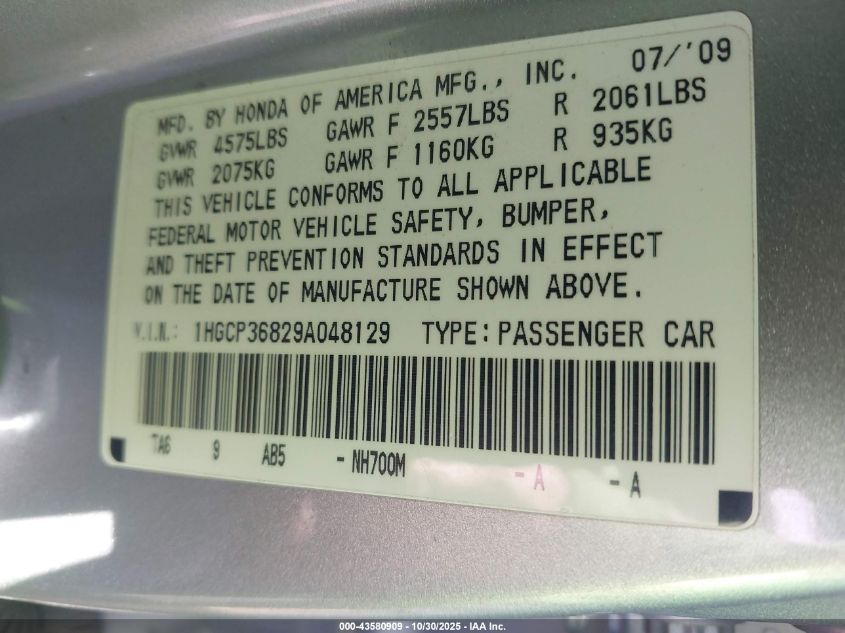 MFD. BY HONDA OF AMERICA MFG., INC. 07/'09
GVWR 4575LBS GAWR F 2557LBS R 2061LBS
GVWR 2075KG GAWR F 1160KG R 935KG
THIS VEHICLE CONFORMS TO ALL APPLICABLE
FEDERAL MOTOR VEHICLE SAFETY, BUMPER,
AND THEFT PREVENTION STANDARDS IN EFFECT
ON THE DATE OF MANUFACTURE SHOWN ABOVE.
V.I.N.: 1HGCP36829A048129 TYPE: PASSENGER CAR
TA6 9 AB5 - NH700M - A - A
000-43580909 - 10/30/2025 - IAA Inc.